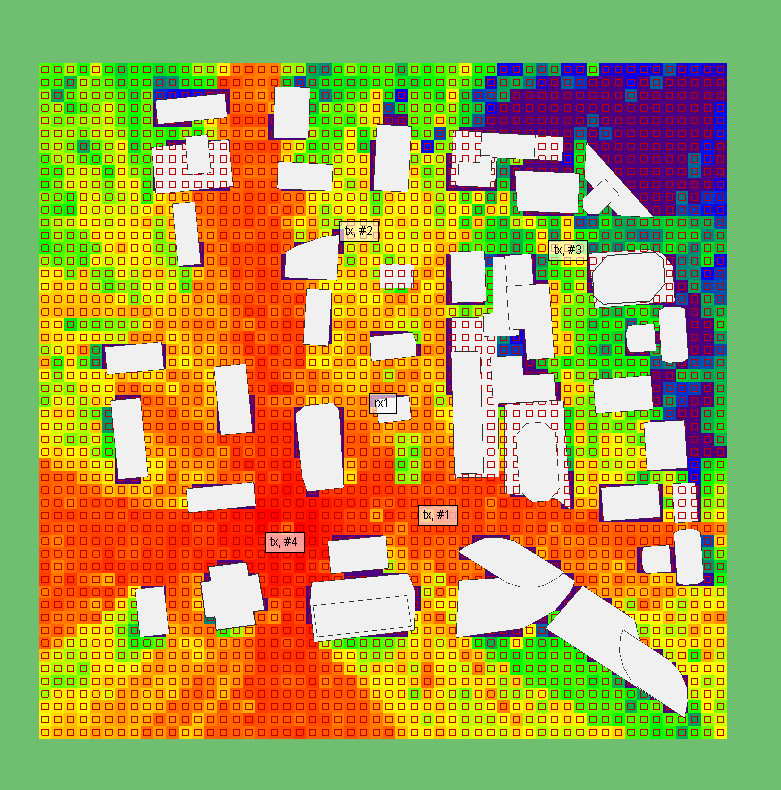 tx, #2
tx, #3
rx1
tx, #1
tx, #4